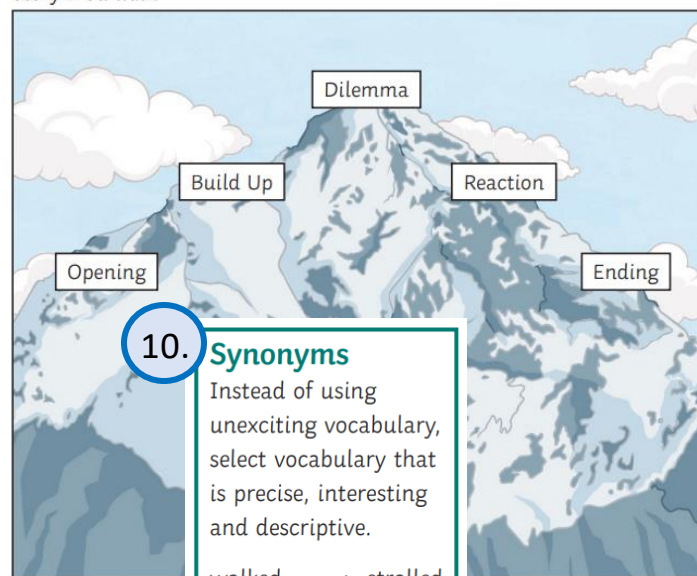 Dilemma
Build Up
Reaction
Opening
Ending
10.
Synonyms
Instead of using
unexciting vocabulary,
select vocabulary that
is precise, interesting
and descriptive.
walked strolled